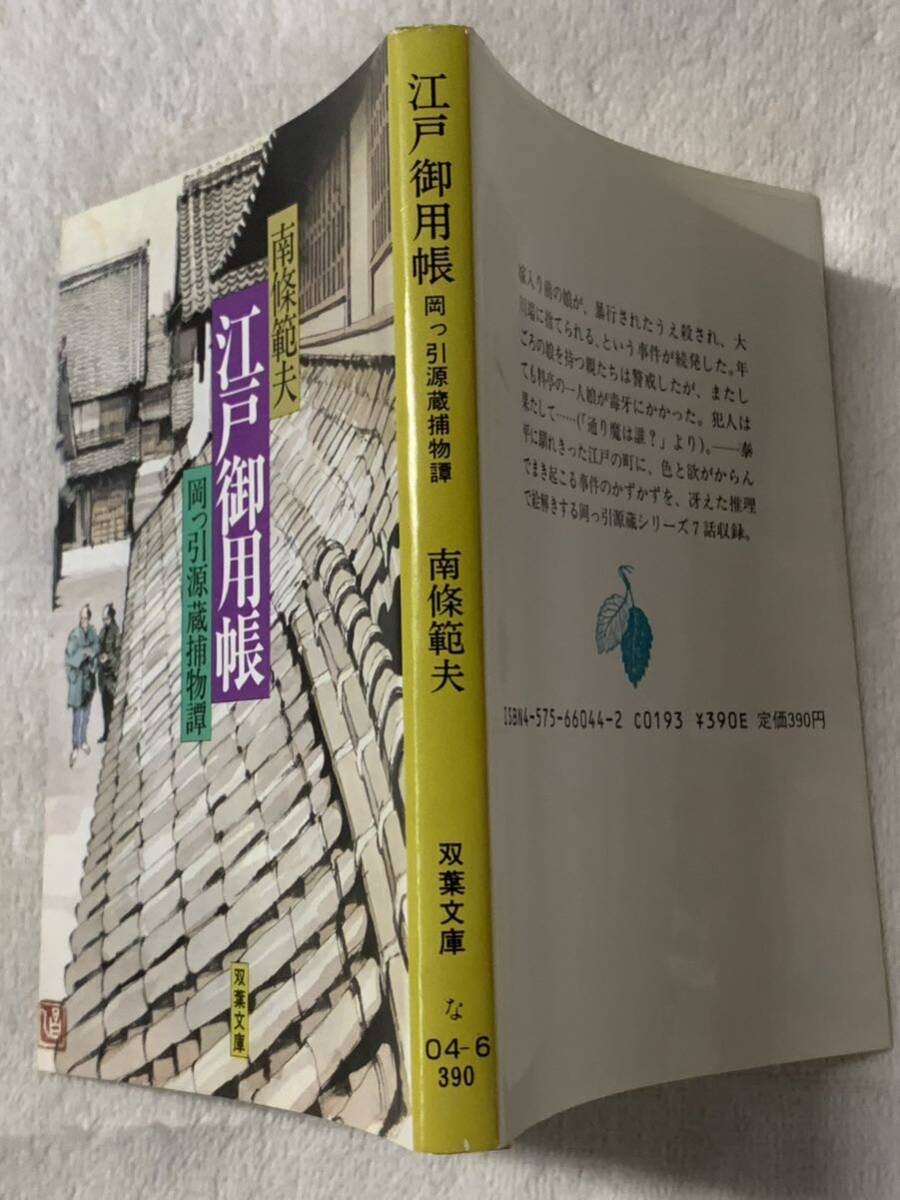 南條範夫
江戸御用帳
岡っ引源蔵捕物譚
双葉文庫
江戸御用帳
岡っ引源蔵捕物譚
南條範夫
双葉文庫
な
04-6
390
嫁入り前の娘が、暴行されたうえ殺され、大
川端に捨てられる、という事件が続発した。年
ごろの娘を持つ親たちは警戒したが、またし
ても料亭の一人娘が毒牙にかかった。犯人は
果たして……(「通り魔は誰?」より)。――泰
平に馴れきった江戸の町に、色と欲がからん
でまき起こる事件のかずかずを、冴えた推理
で絵解きする岡っ引源蔵シリーズ7話収録。
ISBN4-575-66044-2 C0193 ¥390E 定価390円